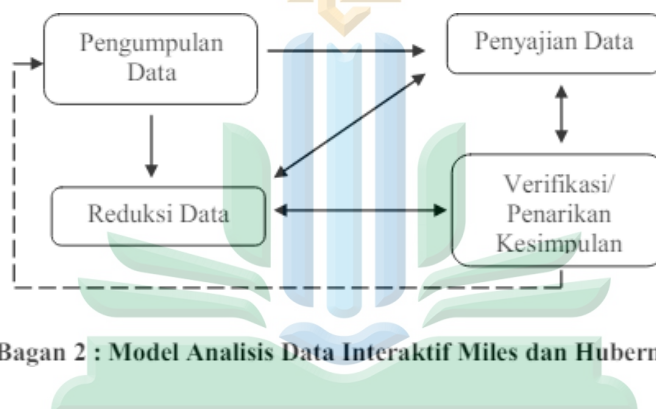 Pengumpulan
Data
Penyajian Data
Reduksi Data
Verifikasi/
Penarikan
Kesimpulan
Bagan 2 : Model Analisis Data Interaktif Miles dan